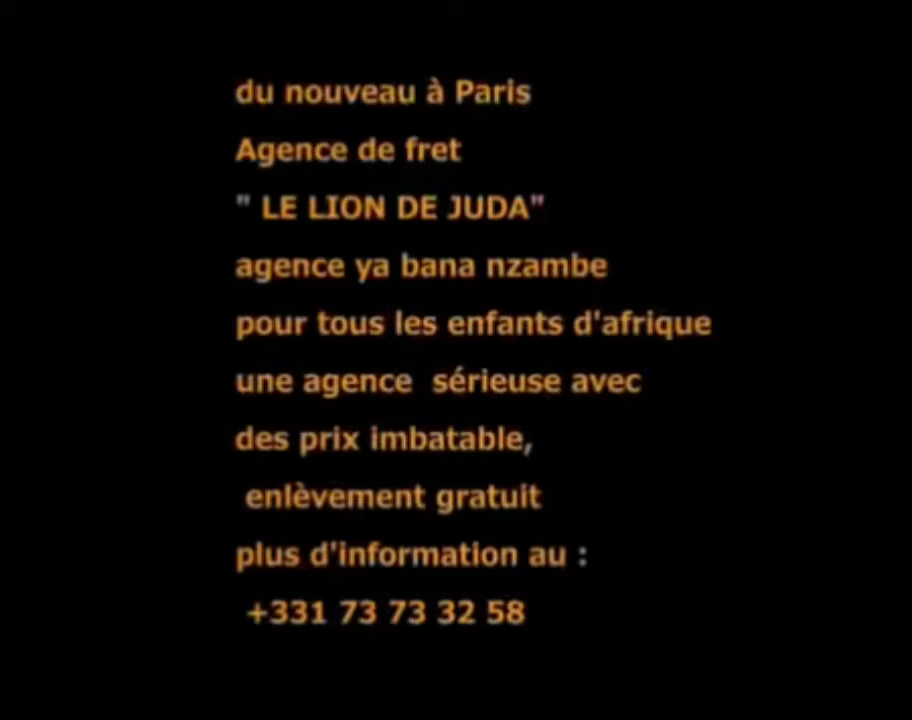 du nouveau à Paris
Agence de fret
" LE LION DE JUDA"
agence ya bana nzambe
pour tous les enfants d'afrique
une agence  sérieuse avec
des prix imbatable,
enlèvement gratuit
plus d'information au :
+331 73 73 32 58